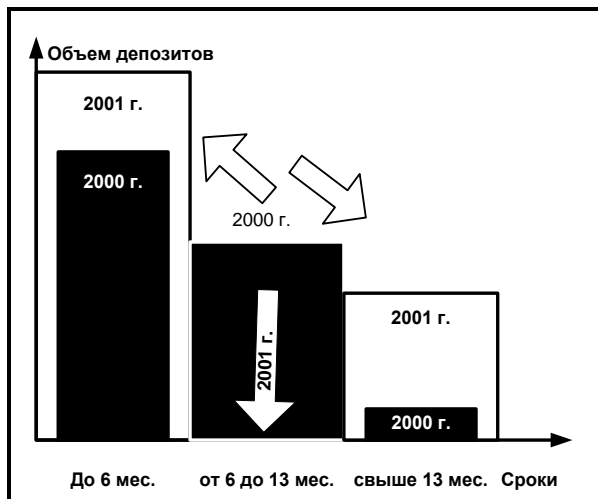 Объем депозитов
2001 г.
2000 г.
2000 г.
2001 г.
2001 г.
2000 г.
До 6 мес. от 6 до 13 мес. свыше 13 мес. Сроки